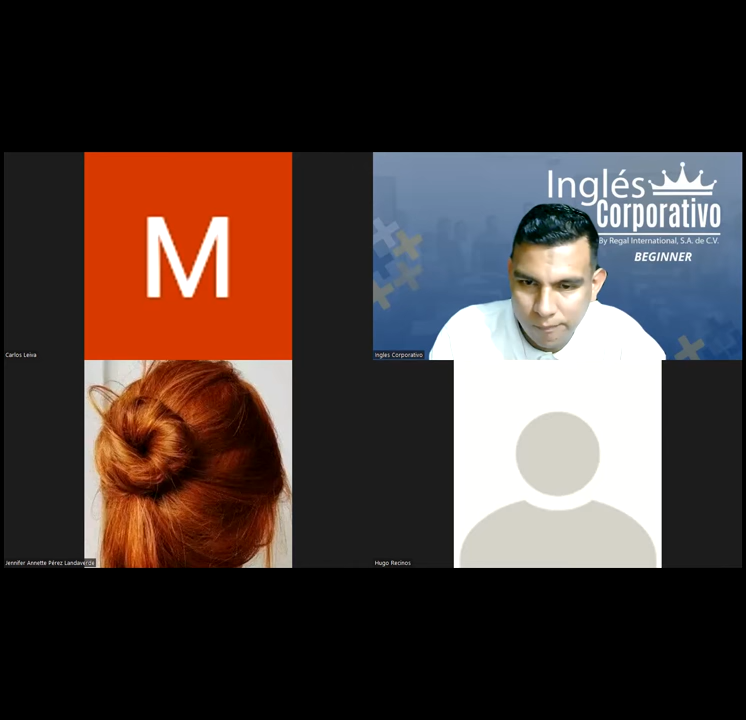 M
Carlos Leiva
Inglés
Corporativo
By Regal International, S.A. de C.V.
BEGINNER
Ingles Corporativo
Jennifer Annette Pérez Landaverde
Hugo Recinos